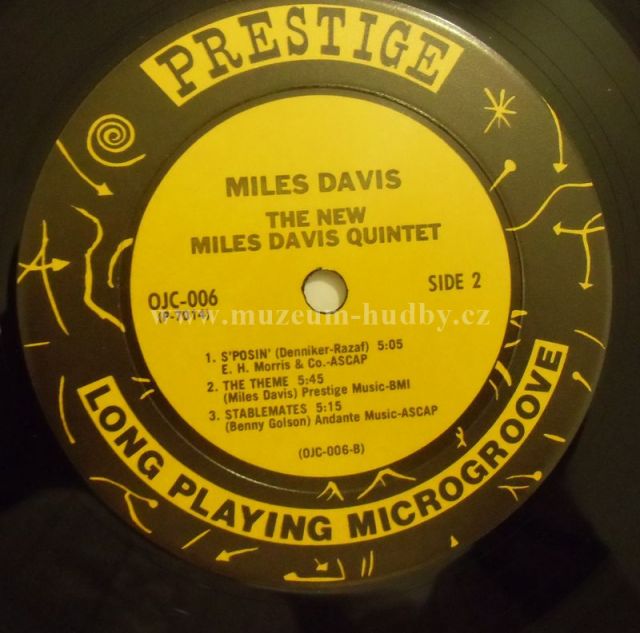 PRESTIGE
MILES DAVIS
THE NEW
MILES DAVIS QUINTET
OJC-006
(P-7014)
SIDE 2
www.muzeum-hudby.cz
1. S'POSIN' (Denniker-Razaf) 5:05
E. H. Morris & Co.-ASCAP
2. THE THEME 5:45
(Miles Davis) Prestige Music-BMI
3. STABLEMATES 5:15
(Benny Golson) Andante Music-ASCAP
(OJC-006-B)
LONG PLAYING MICROGROOVE